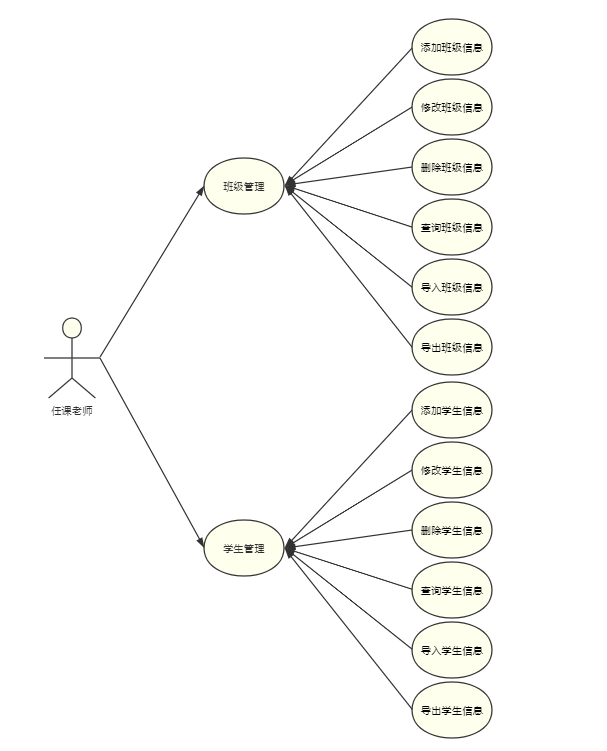 添加班级信息
修改班级信息
删除班级信息
班级管理
查询班级信息
导入班级信息
导出班级信息
任课老师
添加学生信息
修改学生信息
删除学生信息
学生管理
查询学生信息
导入学生信息
导出学生信息